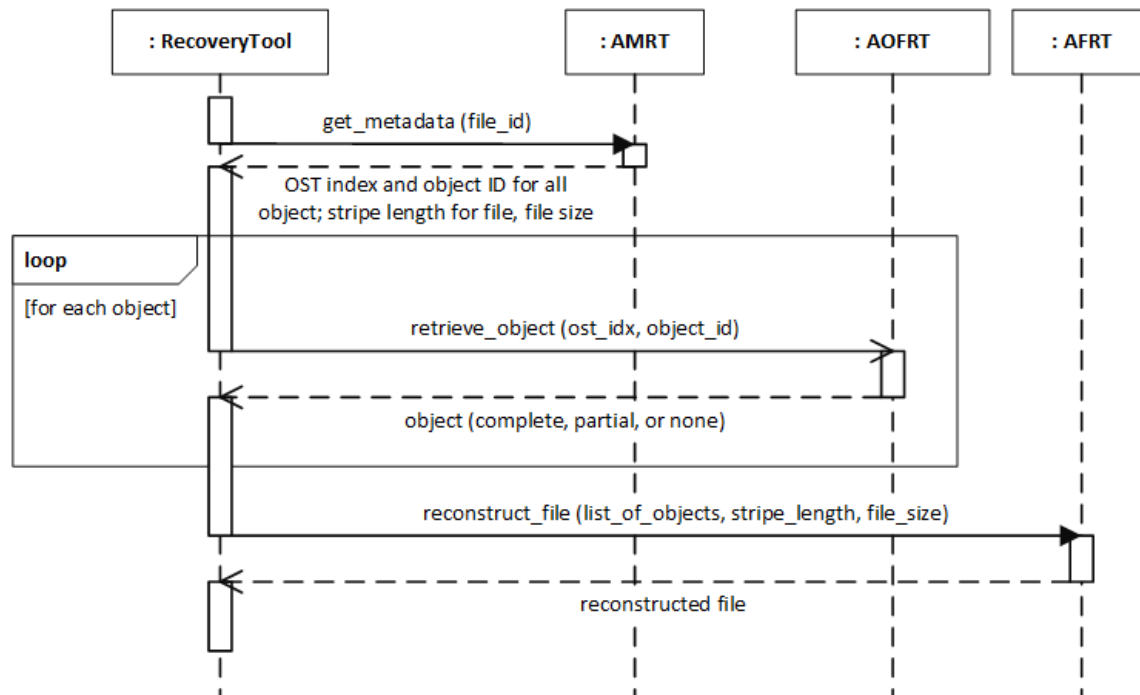 : RecoveryTool
: AMRT
: AOFRT
: AFRT
get_metadata (file_id)
OST index and object ID for all
object; stripe length for file, file size
loop
[for each object]
retrieve_object (ost_idx, object_id)
object (complete, partial, or none)
reconstruct_file (list_of_objects, stripe_length, file_size)
reconstructed file